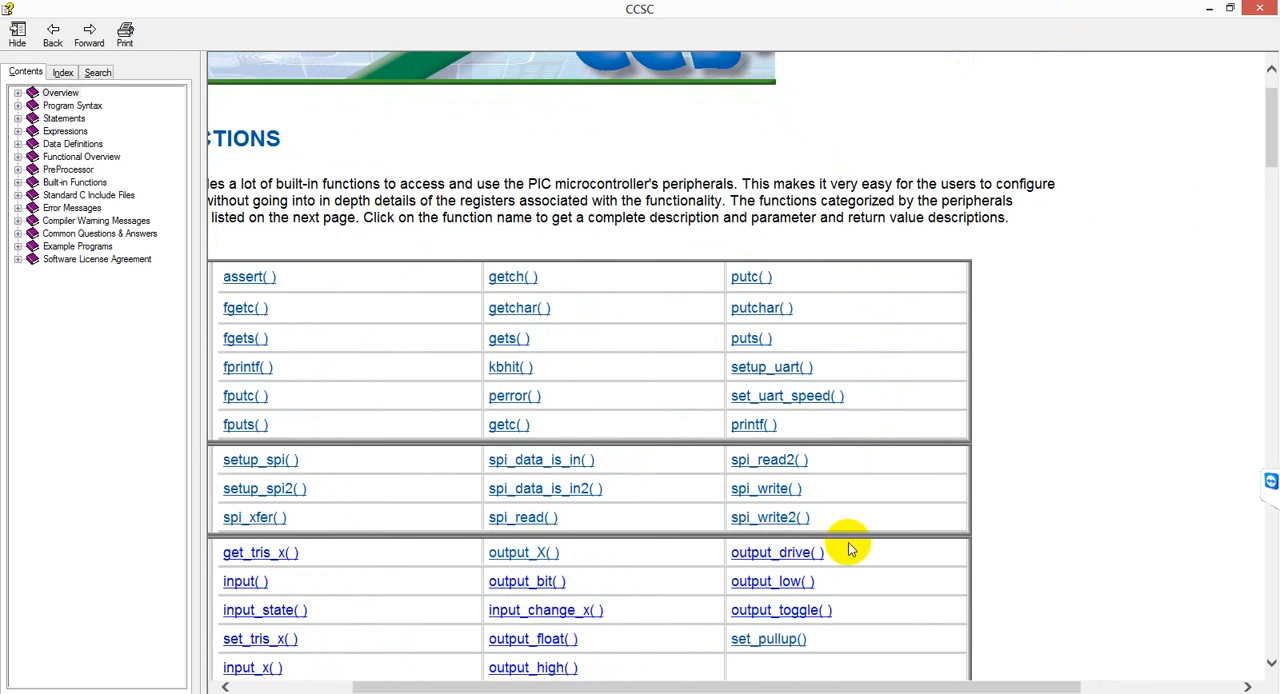 CCSC
Hide Back Forward Print
Contents Index Search
Overview
Program Syntax
Statements
Expressions
Data Definitions
Functional Overview
PreProcessor
Built-in Functions
Standard C Include Files
Error Messages
Compiler Warning Messages
Common Questions & Answers
Example Programs
Software License Agreement
CTIONS
les a lot of built-in functions to access and use the PIC microcontroller's peripherals. This makes it very easy for the users to configure
without going into in depth details of the registers associated with the functionality. The functions categorized by the peripherals
listed on the next page. Click on the function name to get a complete description and parameter and return value descriptions.
assert( ) getch( ) putc( )
fgetc( ) getchar( ) putchar( )
fgets( ) gets( ) puts( )
fprintf( ) kbhit( ) setup_uart( )
fputc( ) perror( ) set_uart_speed( )
fputs( ) getc( ) printf( )
setup_spi( ) spi_data_is_in( ) spi_read2( )
setup_spi2( ) spi_data_is_in2( ) spi_write( )
spi_xfer( ) spi_read( ) spi_write2( )
get_tris_x( ) output_X( ) output_drive( )
input( ) output_bit( ) output_low( )
input_state( ) input_change_x( ) output_toggle( )
set_tris_x( ) output_float( ) set_pullup()
input_x( ) output_high( )